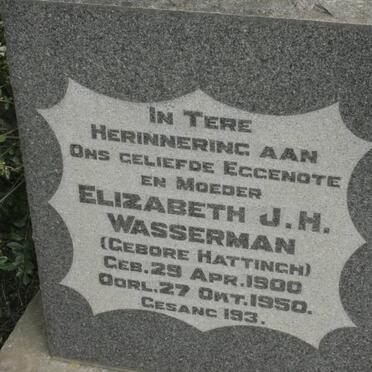 In Tere
Herinnering aan
Ons geliefde Eggenote
en Moeder
Elizabeth J.H.
Wasserman
(Gebore Hattingh)
Geb. 29 Apr. 1900
Oorl. 27 Okt. 1950.
Gesang 193.